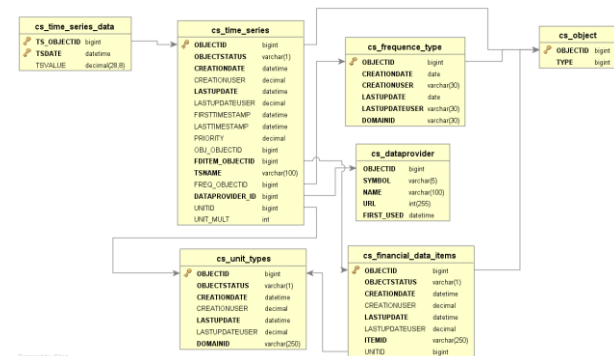 cs_time_series_data
TS_OBJECTID bigint
TSDATE datetime
TSVALUE decimal(28,8)
cs_time_series
OBJECTID bigint
OBJECTSTATUS varchar(1)
CREATIONDATE datetime
CREATIONUSER decimal
LASTUPDATE datetime
LASTUPDATEUSER decimal
FIRSTTIMESTAMP datetime
LASTTIMESTAMP datetime
PRIORITY decimal
OBJ_OBJECTID bigint
FDITEM_OBJECTID bigint
TSNAME varchar(100)
FREQ_OBJECTID bigint
DATAPROVIDER_ID bigint
UNITID bigint
UNIT_MULT int
cs_frequence_type
OBJECTID bigint
CREATIONDATE date
CREATIONUSER varchar(30)
LASTUPDATE date
LASTUPDATEUSER varchar(30)
DOMAINID varchar(30)
cs_object
OBJECTID bigint
TYPE bigint
cs_dataprovider
OBJECTID bigint
SYMBOL varchar(5)
NAME varchar(100)
URL int(255)
FIRST_USED datetime
cs_unit_types
OBJECTID bigint
OBJECTSTATUS varchar(1)
CREATIONDATE datetime
CREATIONUSER decimal
LASTUPDATE datetime
LASTUPDATEUSER decimal
DOMAINID varchar(250)
cs_financial_data_items
OBJECTID bigint
OBJECTSTATUS varchar(1)
CREATIONDATE datetime
CREATIONUSER decimal
LASTUPDATE datetime
LASTUPDATEUSER decimal
ITEMID varchar(250)
UNITID bigint